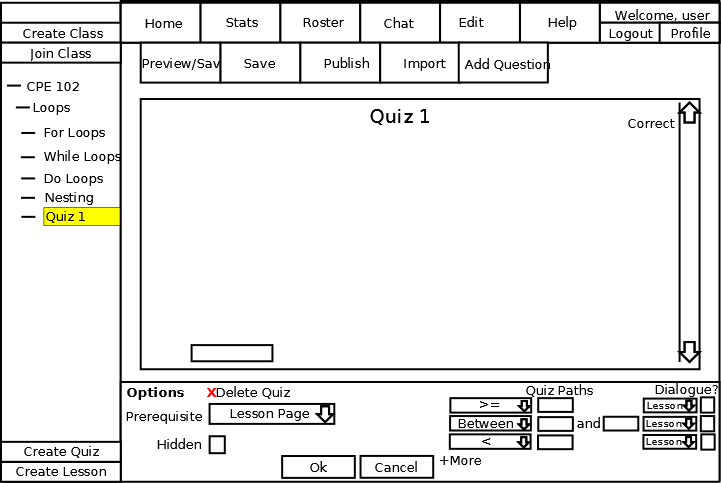 Home Stats Roster Chat Edit Help Welcome, user
Create Class Logout Profile
Join Class
Preview/Sav Save Publish Import Add Question
CPE 102
Loops
For Loops
While Loops
Do Loops
Nesting
Quiz 1
Quiz 1
Correct
Options X Delete Quiz Quiz Paths Dialogue?
Prerequisite Lesson Page >= Lesson
Between and Lesson
Hidden < Lesson
+More
Ok Cancel
Create Quiz
Create Lesson